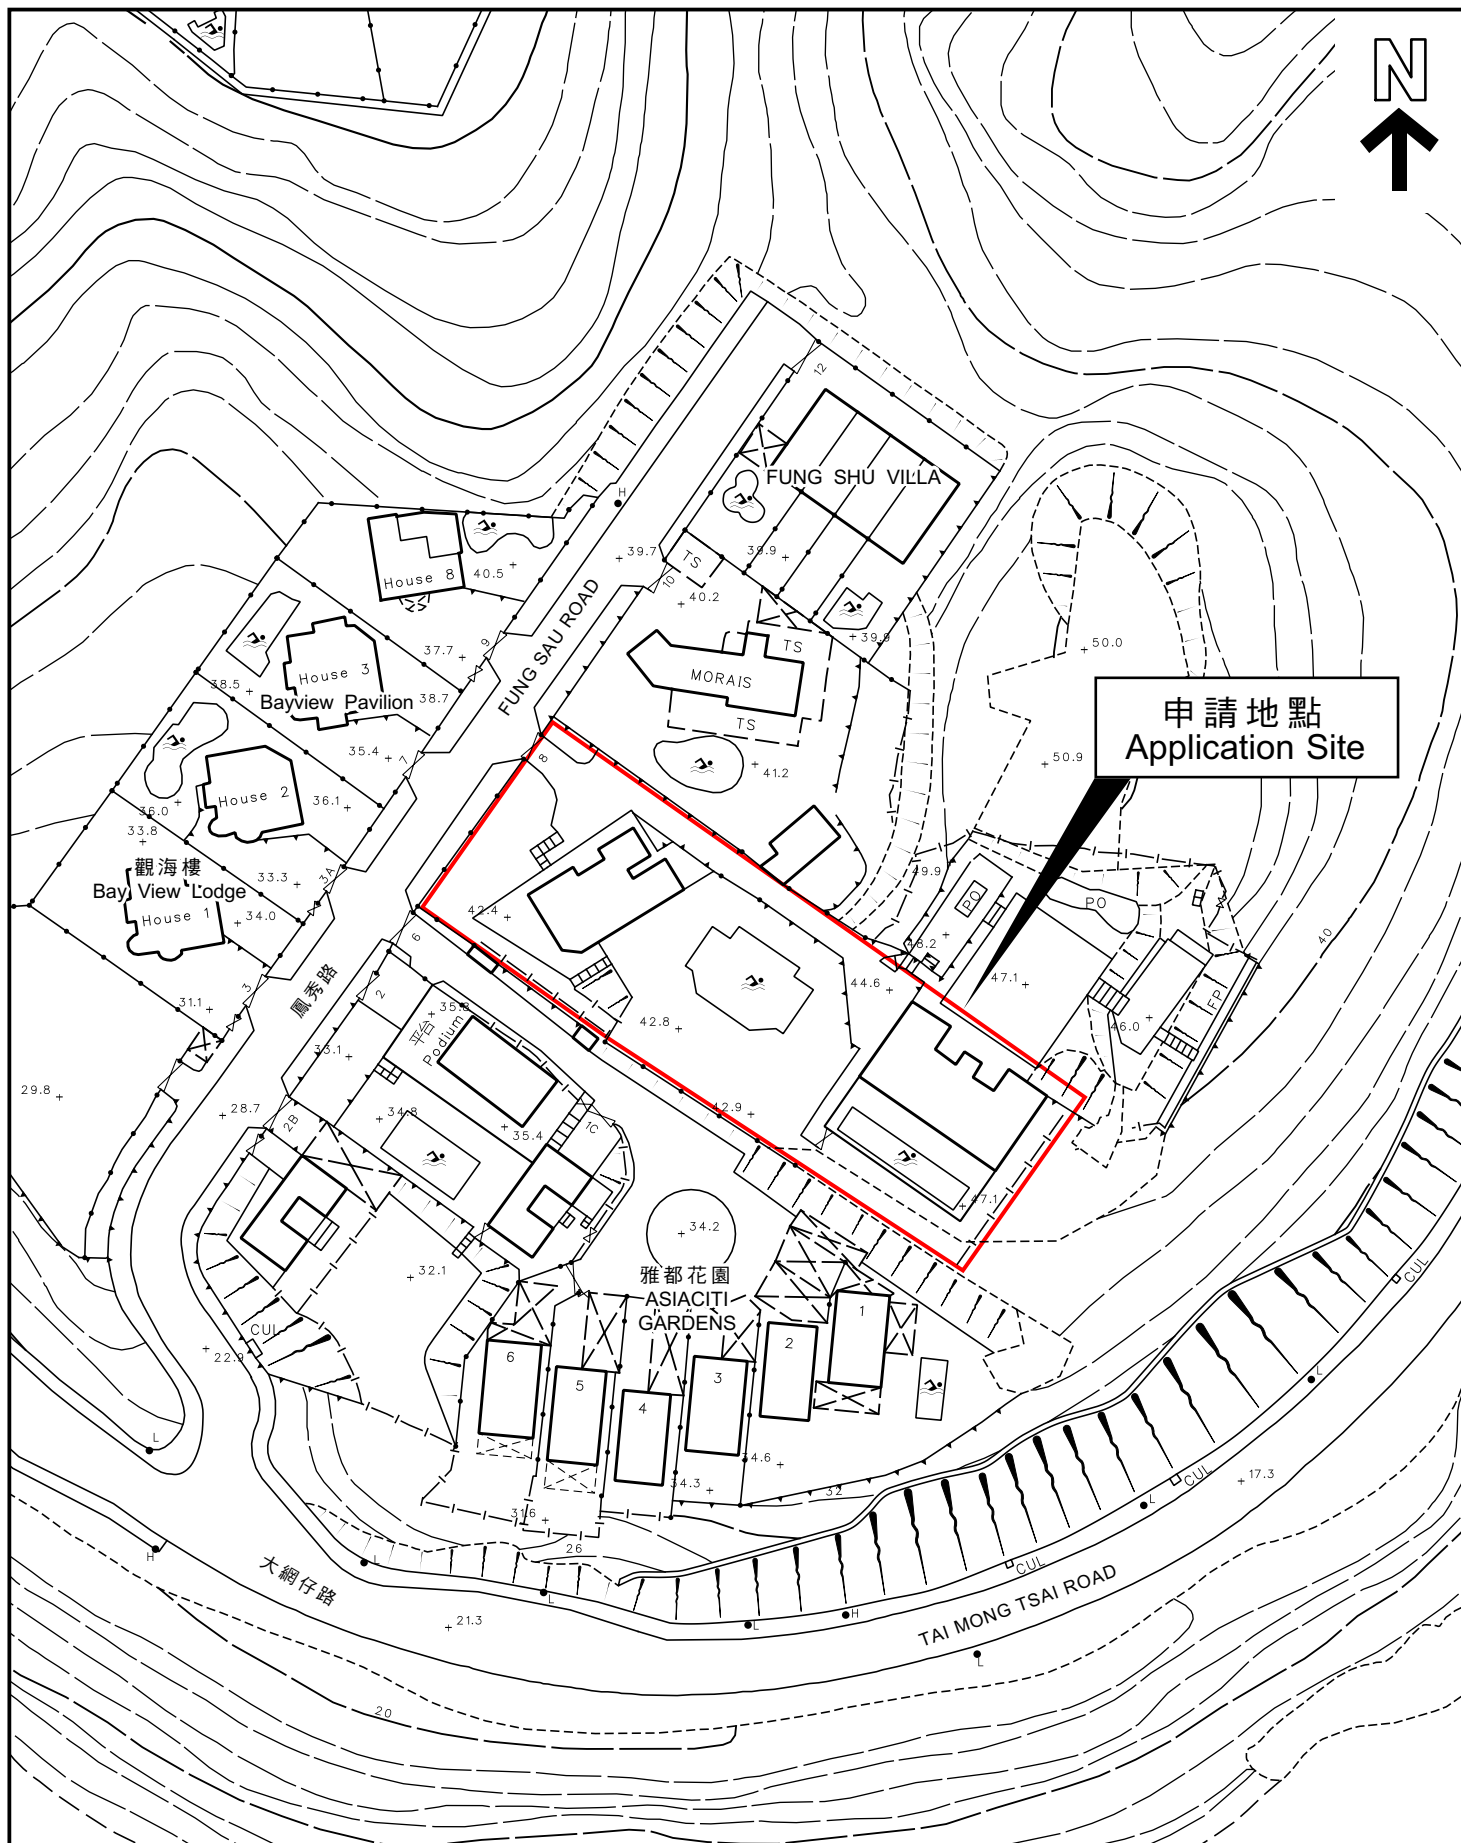 N
12
FUNG SHU VILLA
H
39.7
TS
39.9
10
40.2
House 8
40.5
39.9
TS
50.0
FUNG SAU ROAD
9
37.7
MORAIS
House 3
38.5
Bayview Pavilion
38.7
TS
申請地點
Application Site
35.4
7
8
41.2
50.9
House 2
36.0
36.1
33.8
觀海樓
Bay View Lodge
33.3
3A
49.9
PO
PO
House 1
34.0
42.4
48.2
40
6
鳳秀路
31.1
3
2
44.6
47.1
FP
平台
Podium
35.8
42.8
46.0
33.1
29.8
28.7
2B
34.8
35.4
1C
42.9
47.1
34.2
32.1
雅都花園
ASIACITI
GARDENS
CUL
CUL
22.9
1
2
3
4
5
6
L
L
34.6
34.3
32
CUL
17.3
31.6
26
L
H
大網仔路
L
L
CUL
21.3
L
H
TAI MONG TSAI ROAD
L
20